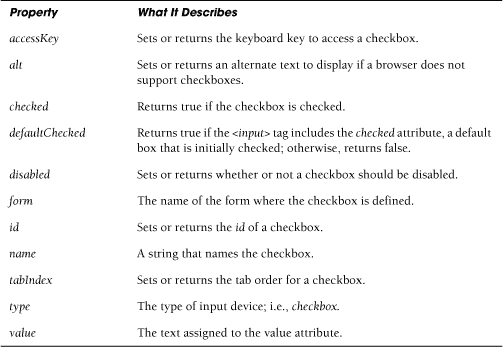 Property What It Describes
accessKey Sets or returns the keyboard key to access a checkbox.
alt Sets or returns an alternate text to display if a browser does not
support checkboxes.
checked Returns true if the checkbox is checked.
defaultChecked Returns true if the <input> tag includes the checked attribute, a default
box that is initially checked; otherwise, returns false.
disabled Sets or returns whether or not a checkbox should be disabled.
form The name of the form where the checkbox is defined.
id Sets or returns the id of a checkbox.
name A string that names the checkbox.
tabIndex Sets or returns the tab order for a checkbox.
type The type of input device; i.e., checkbox.
value The text assigned to the value attribute.